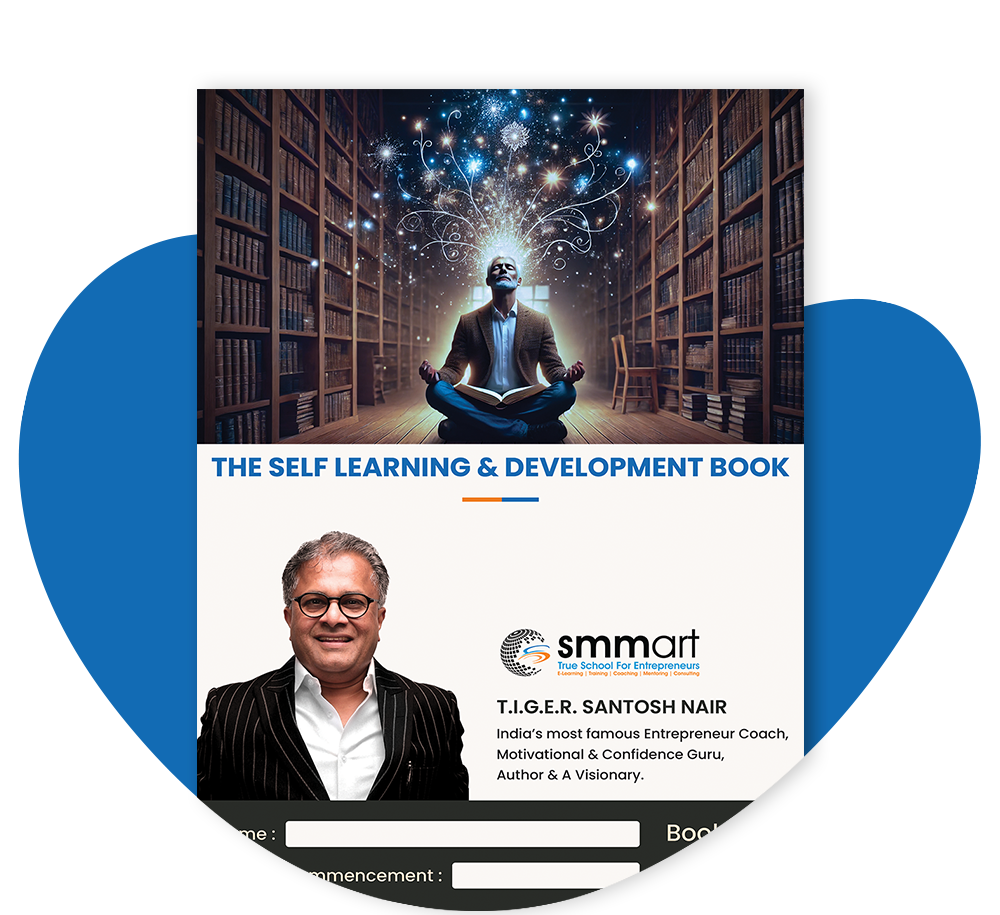 THE SELF LEARNING & DEVELOPMENT BOOK
smmart
True School For Entrepreneurs
E-Learning | Training | Coaching | Mentoring | Consulting
T.I.G.E.R. SANTOSH NAIR
India’s most famous Entrepreneur Coach,
Motivational & Confidence Guru,
Author & A Visionary.